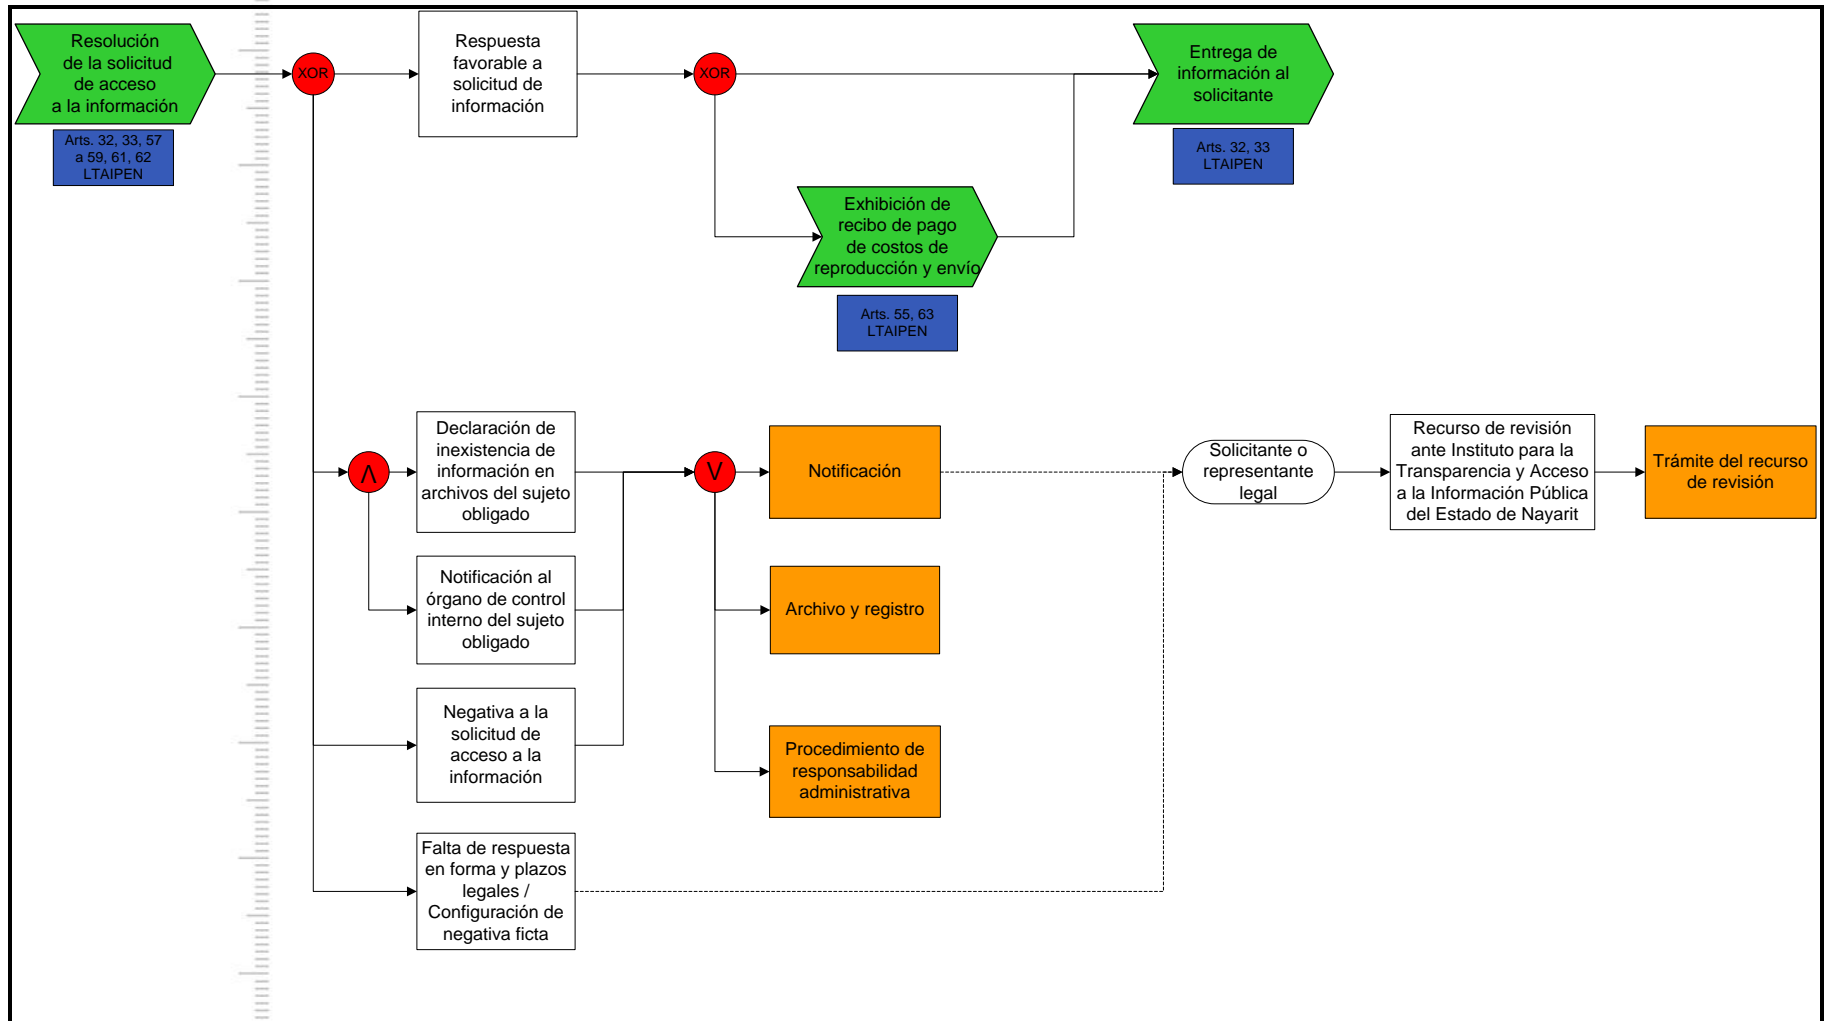 Resolución
de la solicitud
de acceso
a la información
Arts. 32, 33, 57
a 59, 61, 62
LTAIPEN
XOR
Respuesta
favorable a
solicitud de
información
XOR
Entrega de
información al
solicitante
Arts. 32, 33
LTAIPEN
Exhibición de
recibo de pago
de costos de
reproducción y envío
Arts. 55, 63
LTAIPEN
Λ
Declaración de
inexistencia de
información en
archivos del sujeto
obligado
V
Notificación
Solicitante o
representante
legal
Recurso de revisión
ante Instituto para la
Transparencia y Acceso
a la Información Pública
del Estado de Nayarit
Trámite del recurso
de revisión
Notificación al
órgano de control
interno del sujeto
obligado
Archivo y registro
Negativa a la
solicitud de
acceso a la
información
Procedimiento de
responsabilidad
administrativa
Falta de respuesta
en forma y plazos
legales /
Configuración de
negativa ficta